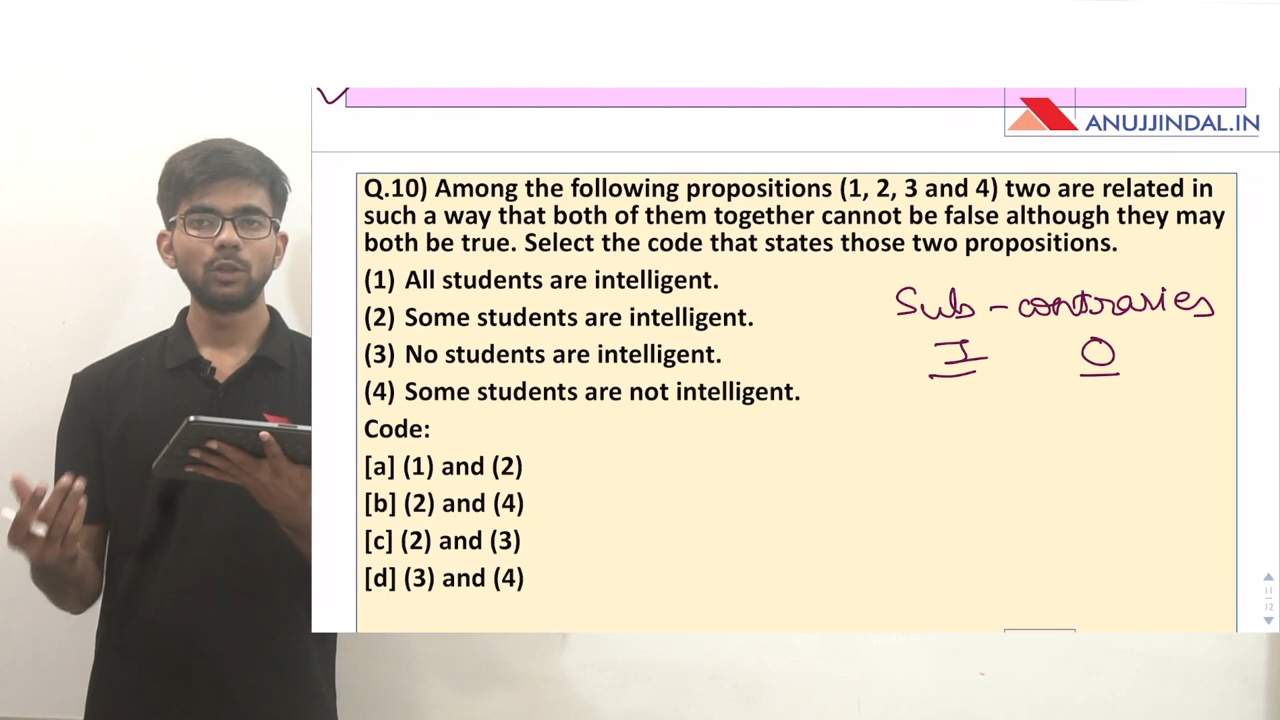 ANUJJINDAL.IN
Q.10) Among the following propositions (1, 2, 3 and 4) two are related in
such a way that both of them together cannot be false although they may
both be true. Select the code that states those two propositions.
(1) All students are intelligent.
(2) Some students are intelligent.
(3) No students are intelligent.
(4) Some students are not intelligent.
Code:
[a] (1) and (2)
[b] (2) and (4)
[c] (2) and (3)
[d] (3) and (4)
Sub-contraries
I O
11
12